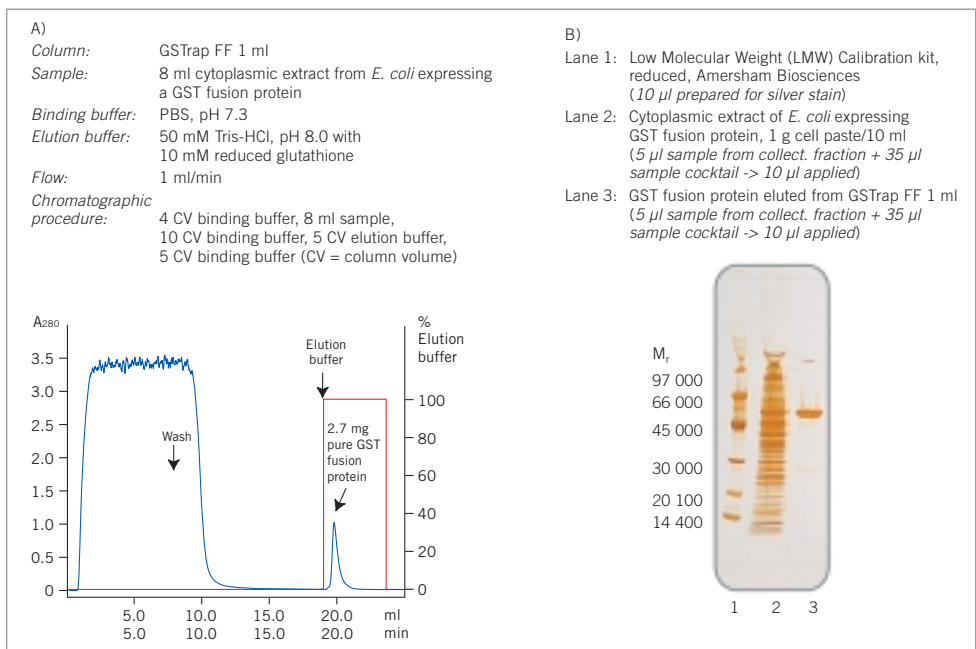 A)
Column: GSTrap FF 1 ml
Sample: 8 ml cytoplasmic extract from E. coli expressing
a GST fusion protein
Binding buffer: PBS, pH 7.3
Elution buffer: 50 mM Tris-HCl, pH 8.0 with
10 mM reduced glutathione
Flow: 1 ml/min
Chromatographic
procedure: 4 CV binding buffer, 8 ml sample,
10 CV binding buffer, 5 CV elution buffer,
5 CV binding buffer (CV = column volume)
A280
3.5
3.0
2.5
2.0
1.5
1.0
0.5
0
Wash
Elution
buffer
2.7 mg
pure GST
fusion
protein
%
Elution
buffer
100
80
60
40
20
0
5.0 10.0 15.0 20.0 ml
5.0 10.0 15.0 20.0 min
B)
Lane 1: Low Molecular Weight (LMW) Calibration kit,
reduced, Amersham Biosciences
(10 µl prepared for silver stain)
Lane 2: Cytoplasmic extract of E. coli expressing
GST fusion protein, 1 g cell paste/10 ml
(5 µl sample from collect. fraction + 35 µl
sample cocktail -> 10 µl applied)
Lane 3: GST fusion protein eluted from GSTrap FF 1 ml
(5 µl sample from collect. fraction + 35 µl
sample cocktail -> 10 µl applied)
Mr
97 000
66 000
45 000
30 000
20 100
14 400
1 2 3